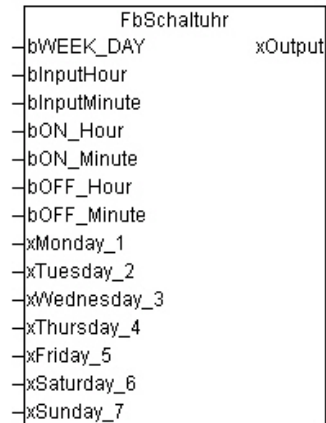 FbSchaltuhr
bWEEK_DAY xOutput
bInputHour
bInputMinute
bON_Hour
bON_Minute
bOFF_Hour
bOFF_Minute
xMonday_1
xTuesday_2
xWednesday_3
xThursday_4
xFriday_5
xSaturday_6
xSunday_7